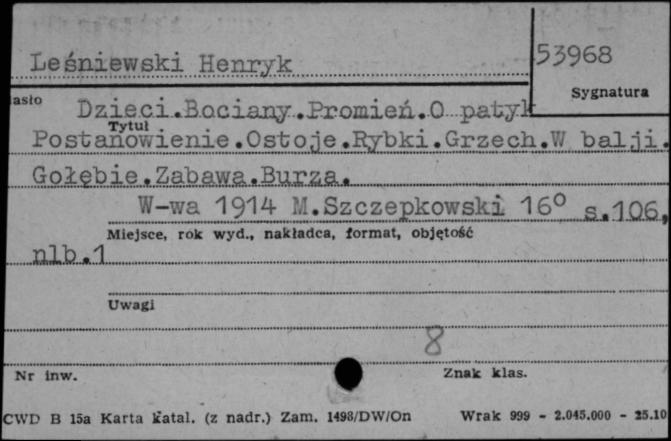 Leśniewski Henryk
53968
Sygnatura
asło Dzieci.Bociany.Promień.O patyk
Tytuł
Postanowienie.Ostoje.Rybki.Grzech.W balji.
Gołębie.Zabawa.Burza.
W-wa 1914 M.Szczepkowski 16° s.106,
Miejsce, rok wyd., nakładca, format, objętość
nlb.1
Uwagi
8
Nr inw.
Znak klas.
CWD B 15a Karta katal. (z nadr.) Zam. 1498/DW/On Wrak 999 - 2.045.000 - 25.10